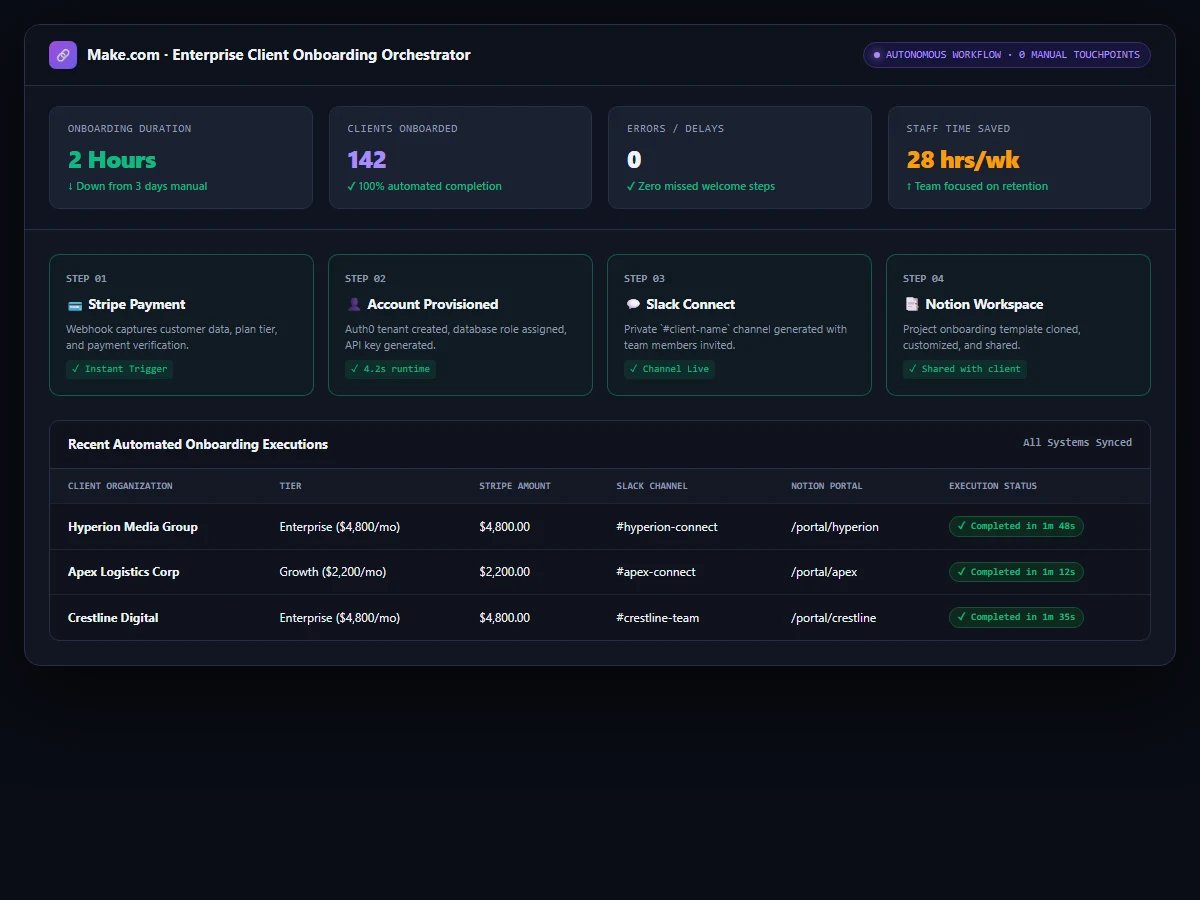 Make.com · Enterprise Client Onboarding Orchestrator
AUTONOMOUS WORKFLOW · 0 MANUAL TOUCHPOINTS
ONBOARDING DURATION
2 Hours
↓ Down from 3 days manual
CLIENTS ONBOARDED
142
✓ 100% automated completion
ERRORS / DELAYS
0
✓ Zero missed welcome steps
STAFF TIME SAVED
28 hrs/wk
↑ Team focused on retention
STEP 01
Stripe Payment
Webhook captures customer data, plan tier,
and payment verification.
✓ Instant Trigger
STEP 02
Account Provisioned
Auth0 tenant created, database role assigned,
API key generated.
✓ 4.2s runtime
STEP 03
Slack Connect
Private `#client-name` channel generated with
team members invited.
✓ Channel Live
STEP 04
Notion Workspace
Project onboarding template cloned,
customized, and shared.
✓ Shared with client
Recent Automated Onboarding Executions
All Systems Synced
CLIENT ORGANIZATION TIER STRIPE AMOUNT SLACK CHANNEL NOTION PORTAL EXECUTION STATUS
Hyperion Media Group Enterprise ($4,800/mo) $4,800.00 #hyperion-connect /portal/hyperion ✓ Completed in 1m 48s
Apex Logistics Corp Growth ($2,200/mo) $2,200.00 #apex-connect /portal/apex ✓ Completed in 1m 12s
Crestline Digital Enterprise ($4,800/mo) $4,800.00 #crestline-team /portal/crestline ✓ Completed in 1m 35s